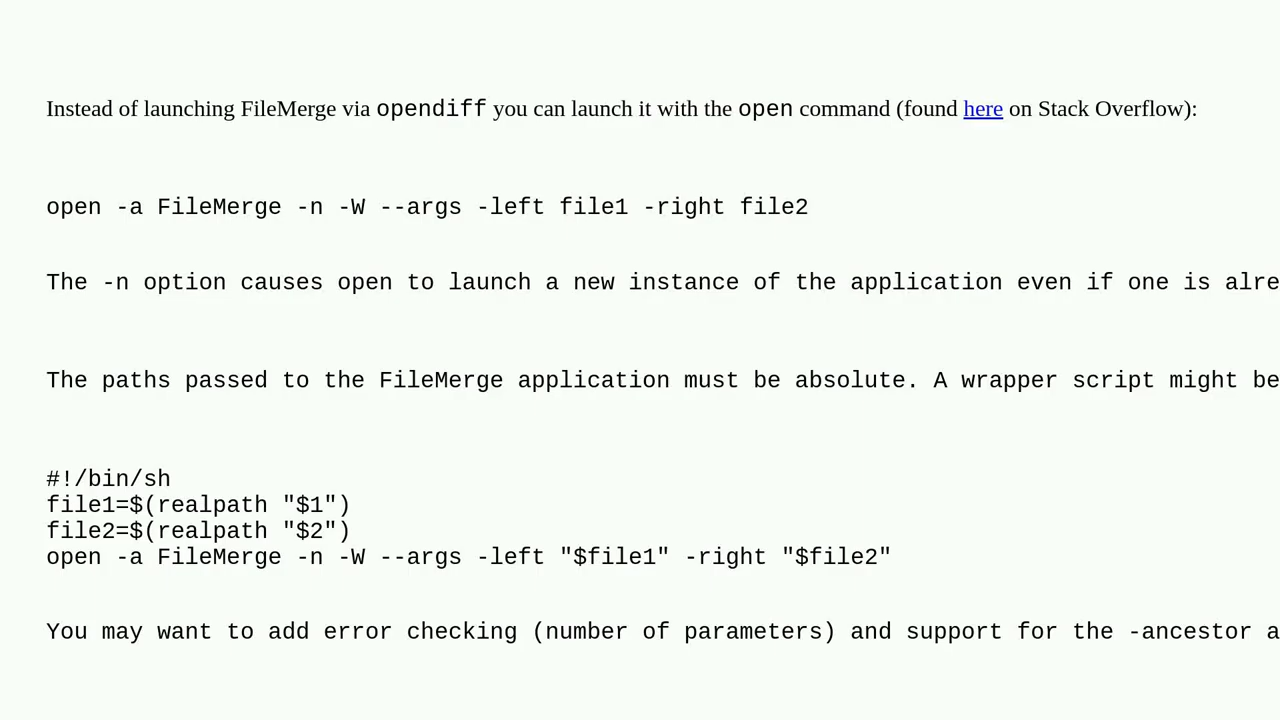 Instead of launching FileMerge via opendiff you can launch it with the open command (found here on Stack Overflow):
open -a FileMerge -n -W --args -left file1 -right file2
The -n option causes open to launch a new instance of the application even if one is
The paths passed to the FileMerge application must be absolute. A wrapper script might be
#!/bin/sh
file1=$(realpath "$1")
file2=$(realpath "$2")
open -a FileMerge -n -W --args -left "$file1" -right "$file2"
You may want to add error checking (number of parameters) and support for the -ancestor